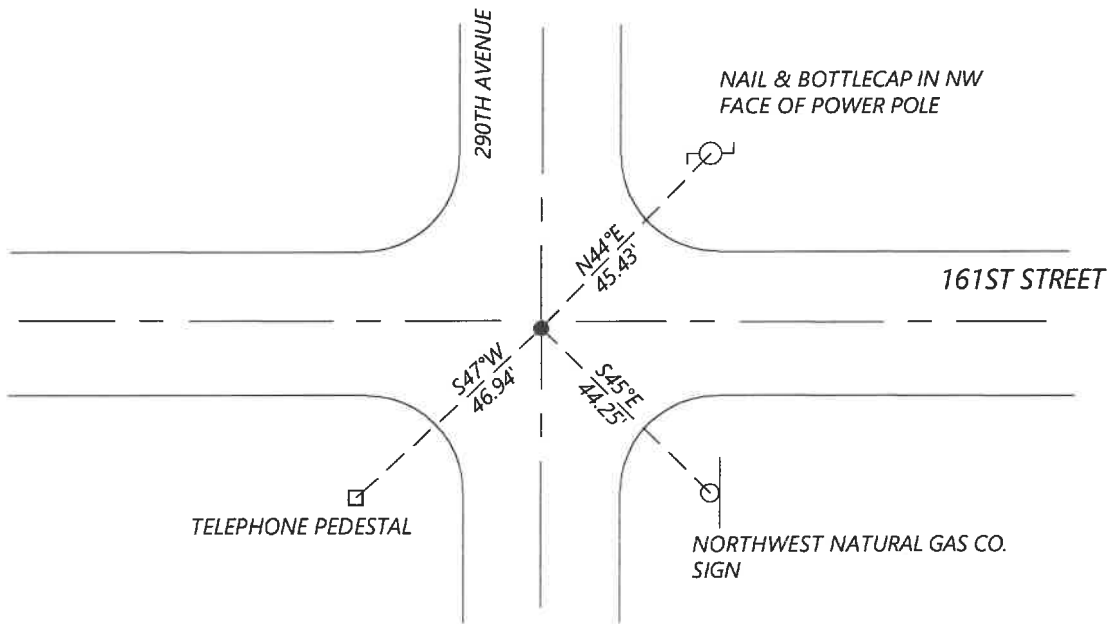 290TH AVENUE
NAIL & BOTTLECAP IN NW
FACE OF POWER POLE
N44°E
45.43'
161ST STREET
S47°W
46.94'
S45°E
44.25'
TELEPHONE PEDESTAL
NORTHWEST NATURAL GAS CO.
SIGN